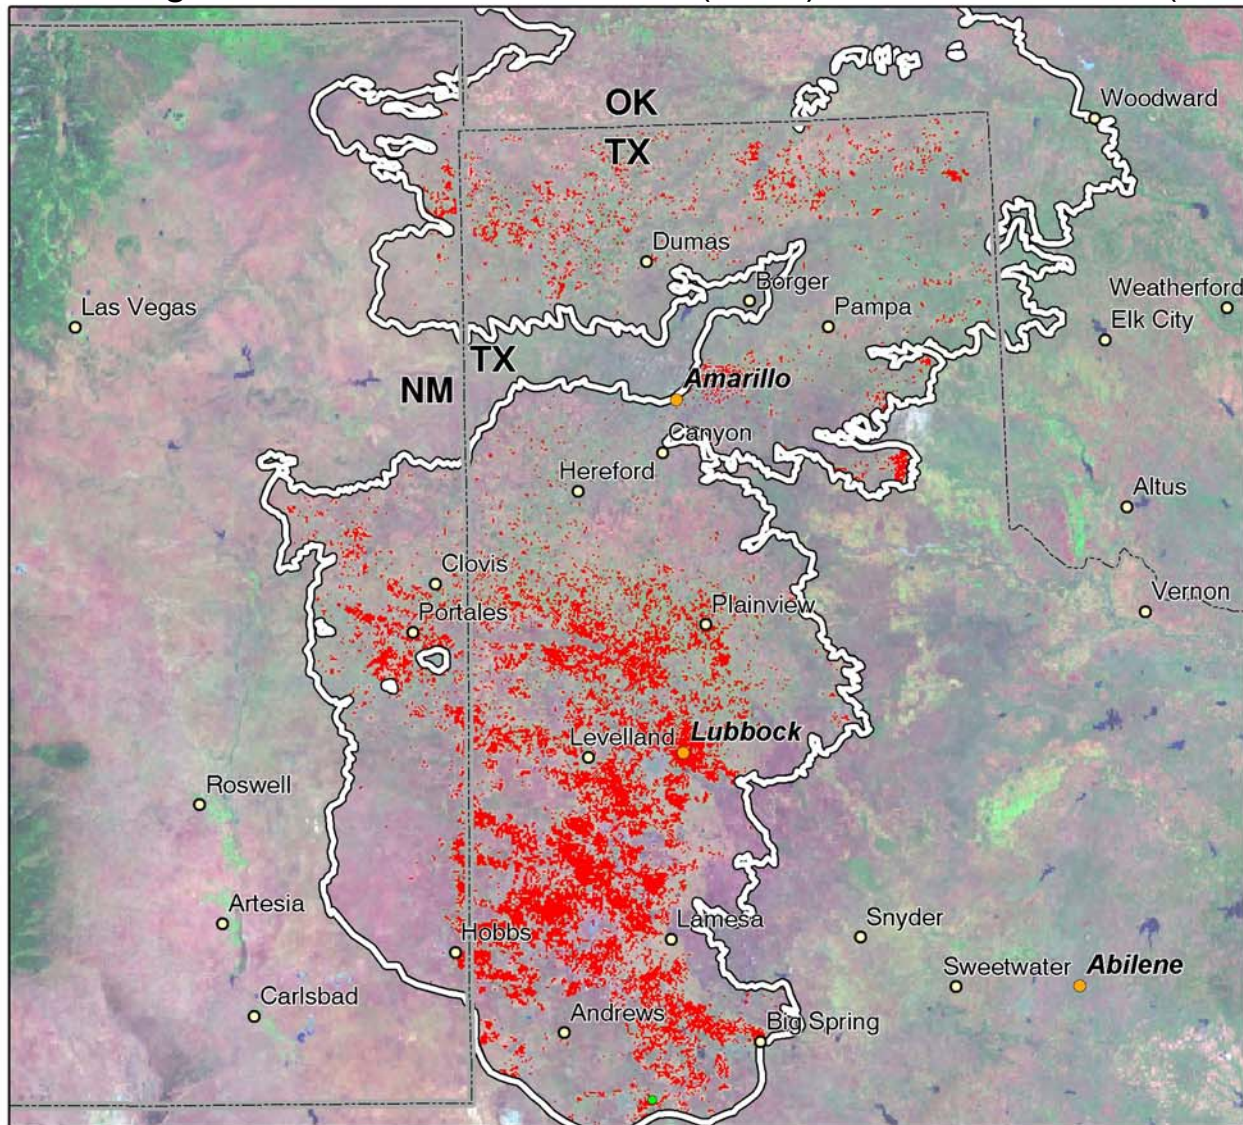 OK
Woodward
TX
Dumas
Borger
Weatherford
Las Vegas
Pampa
Elk City
TX
NM
Amarillo
Canyon
Hereford
Altus
Clovis
Vernon
Portales
Plainview
Levelland
Lubbock
Roswell
Artesia
Lamesa
Snyder
Hobbs
Sweetwater
Abilene
Carlsbad
Andrews
Big Spring